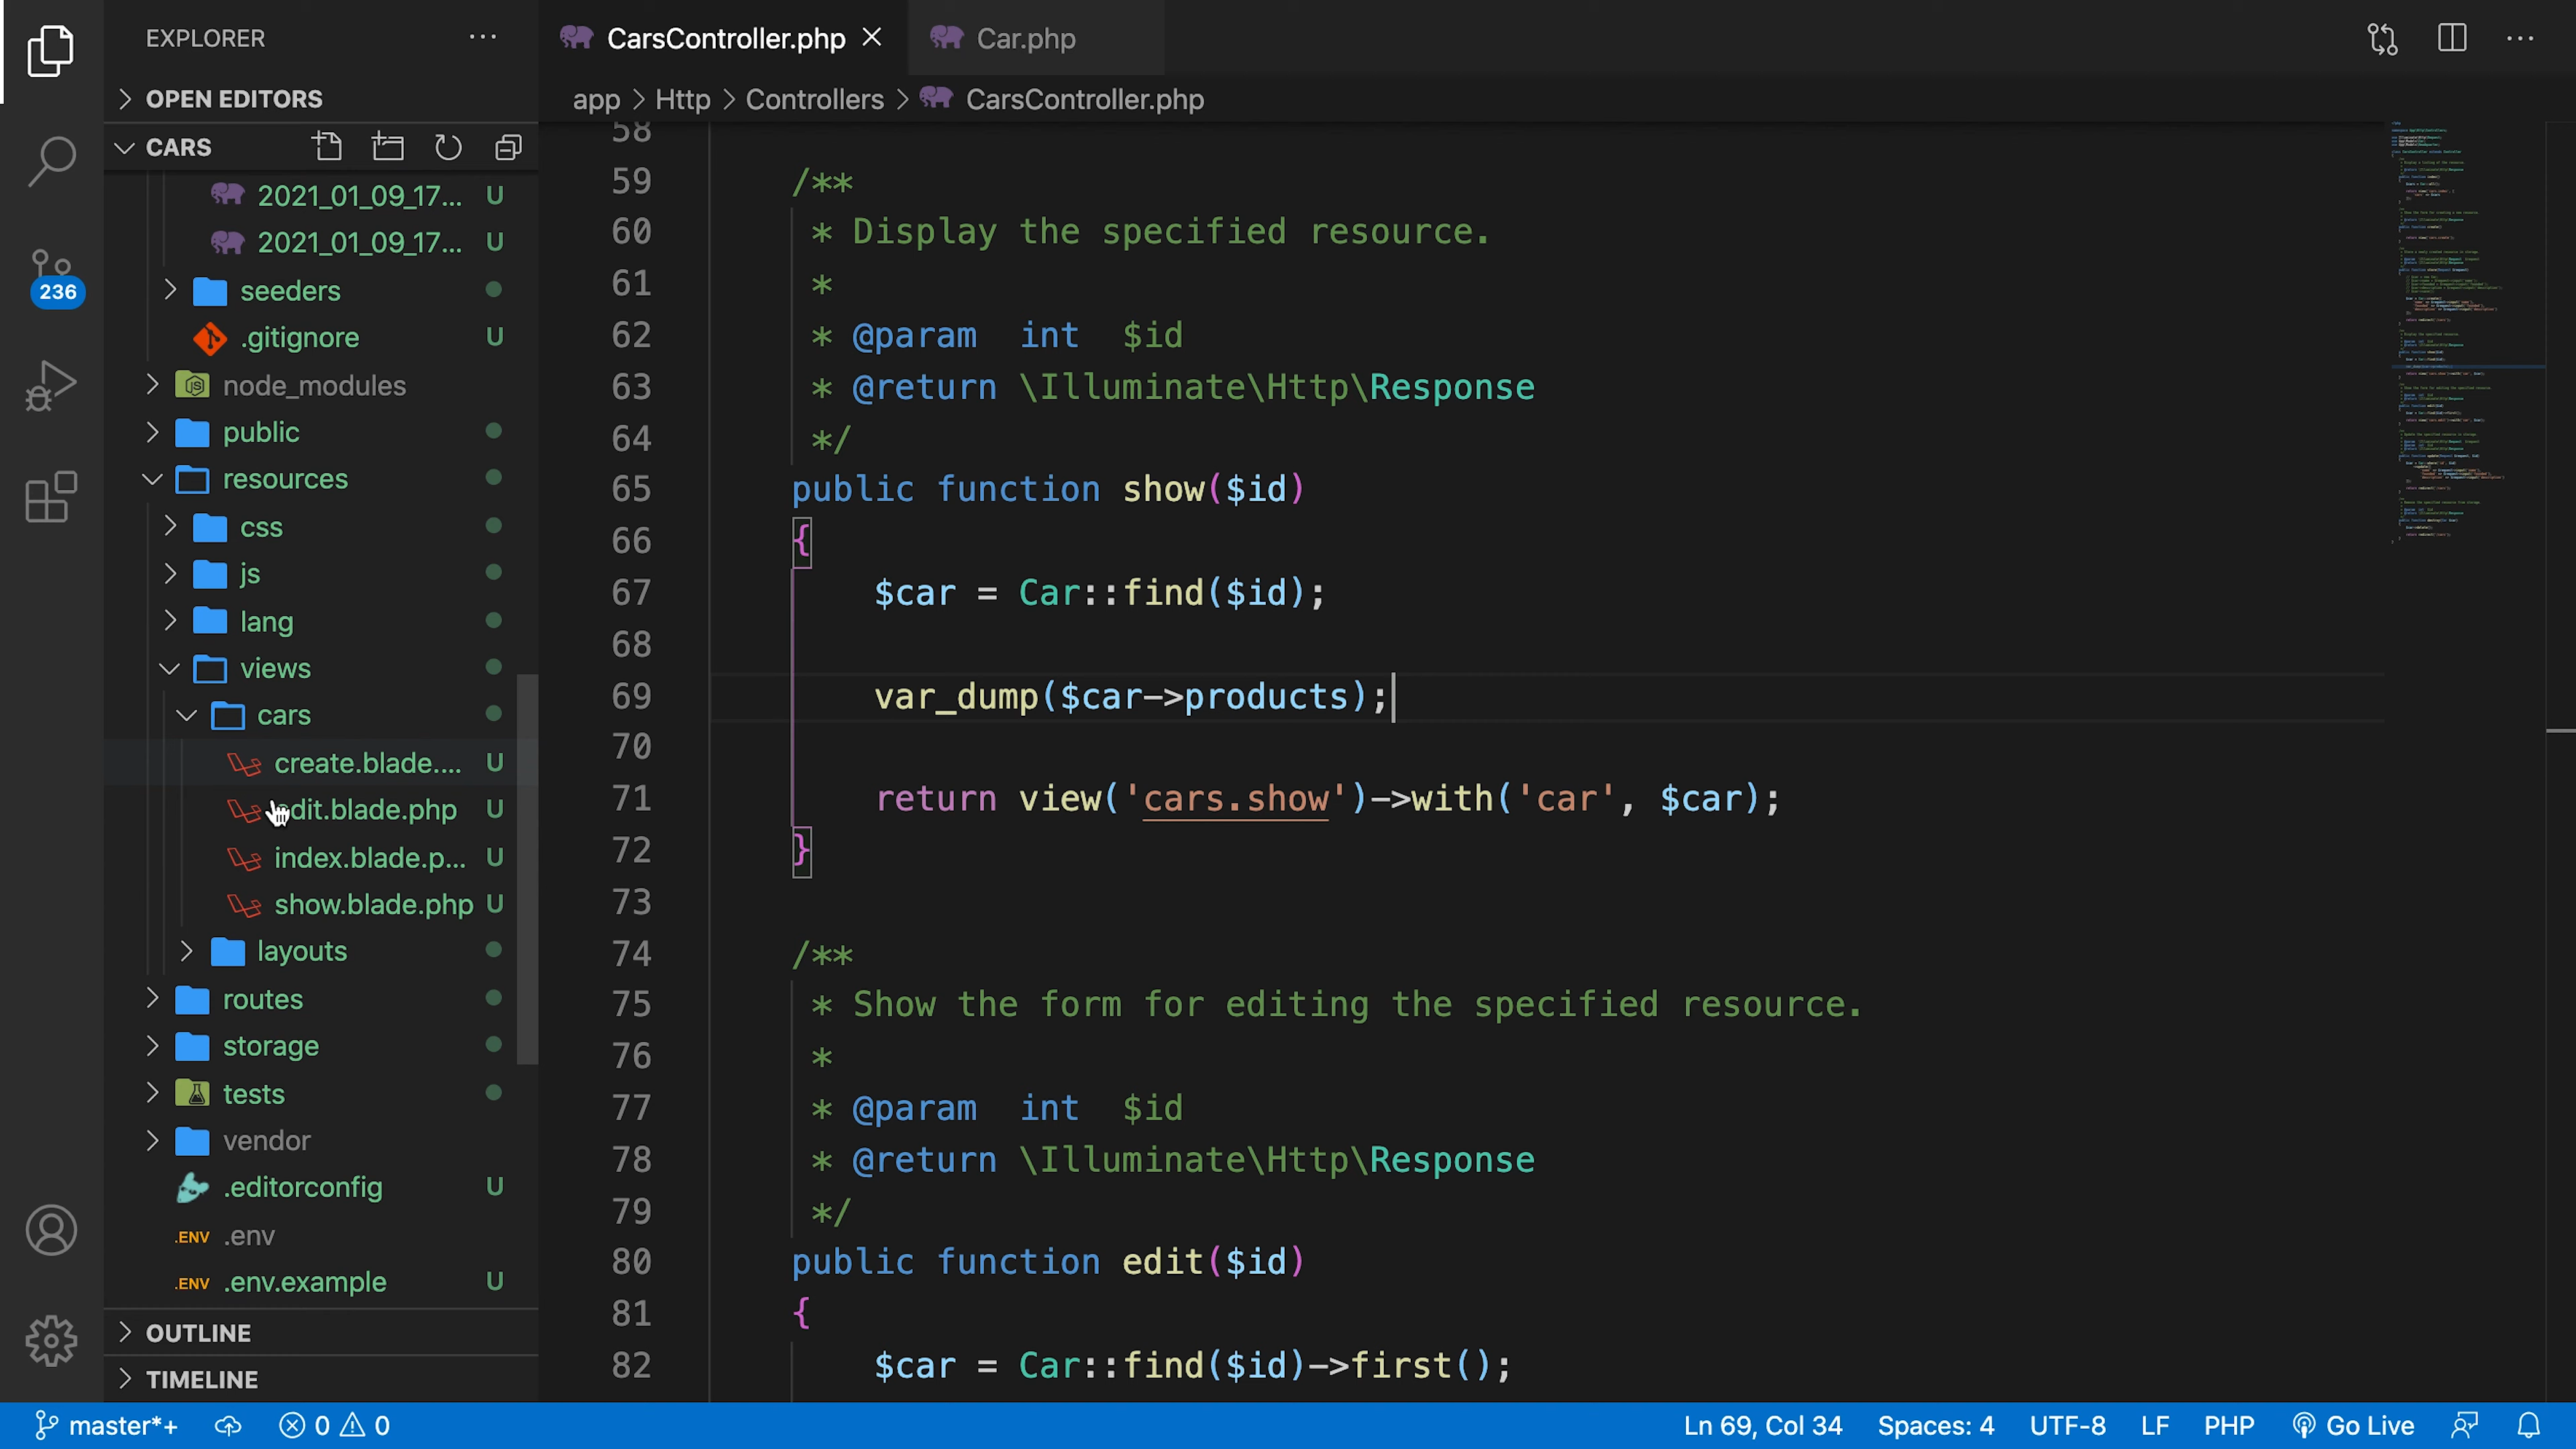 EXPLORER
OPEN EDITORS
CARS
2021_01_09_17... U
2021_01_09_17... U
seeders
.gitignore U
node_modules
public
resources
css
js
lang
views
cars
create.blade.... U
edit.blade.php U
index.blade.p... U
show.blade.php U
layouts
routes
storage
tests
vendor
.editorconfig U
.ENV .env
.ENV .env.example U
OUTLINE
TIMELINE
236
CarsController.php
Car.php
app > Http > Controllers > CarsController.php
58
59 /**
60 * Display the specified resource.
61 *
62 * @param  int  $id
63 * @return \Illuminate\Http\Response
64 */
65 public function show($id)
66 {
67 $car = Car::find($id);
68
69 var_dump($car->products);
70
71 return view('cars.show')->with('car', $car);
72 }
73
74 /**
75 * Show the form for editing the specified resource.
76 *
77 * @param  int  $id
78 * @return \Illuminate\Http\Response
79 */
80 public function edit($id)
81 {
82 $car = Car::find($id)->first();
master*+ 0 0 Ln 69, Col 34 Spaces: 4 UTF-8 LF PHP Go Live